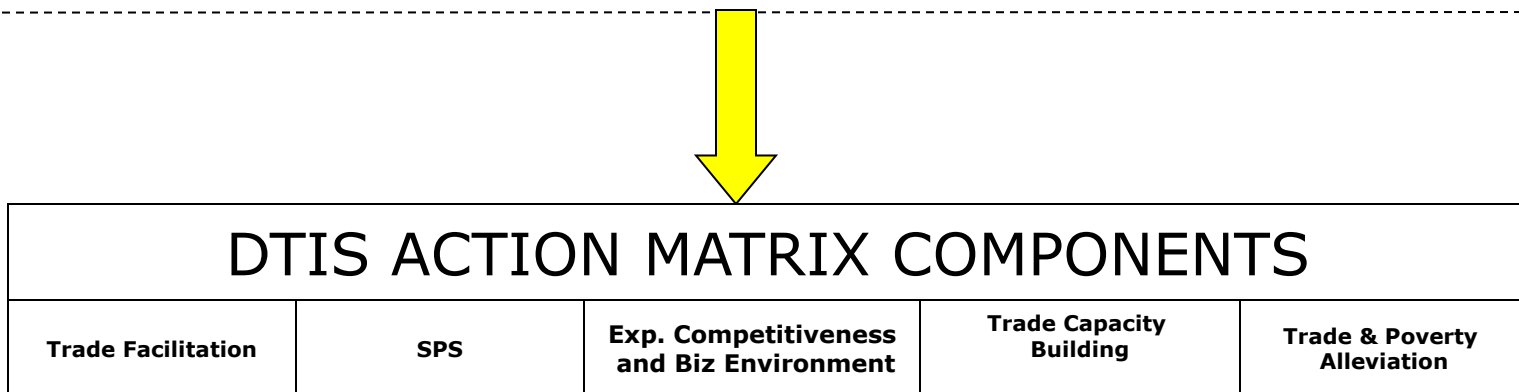 DTIS ACTION MATRIX COMPONENTS
Trade Facilitation
SPS
Exp. Competitiveness
and Biz Environment
Trade Capacity
Building
Trade & Poverty
Alleviation